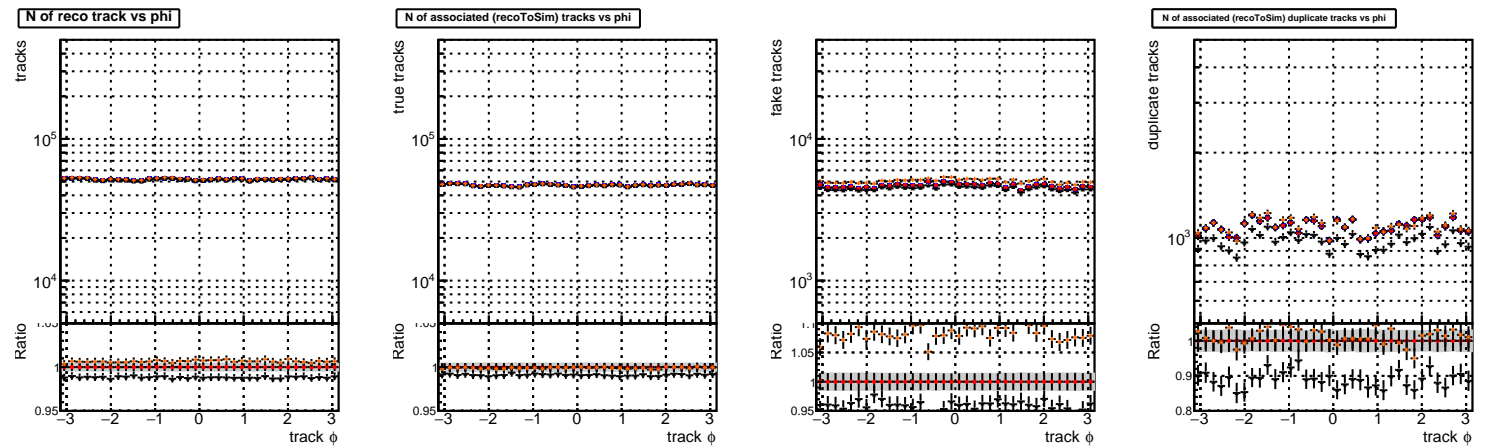 N of reco track vs phi
tracks
10^5
10^4
Ratio
1.05
1
0.95
−3 −2 −1 0 1 2 3
track ϕ
N of associated (recoToSim) tracks vs phi
true tracks
10^5
10^4
Ratio
1
0.95
−3 −2 −1 0 1 2 3
track ϕ
fake tracks
10^4
10^3
Ratio
1.1
1.05
1
0.95
−3 −2 −1 0 1 2 3
track ϕ
N of associated (recoToSim) duplicate tracks vs phi
duplicate tracks
10^3
Ratio
1
0.9
0.8
−3 −2 −1 0 1 2 3
track ϕ